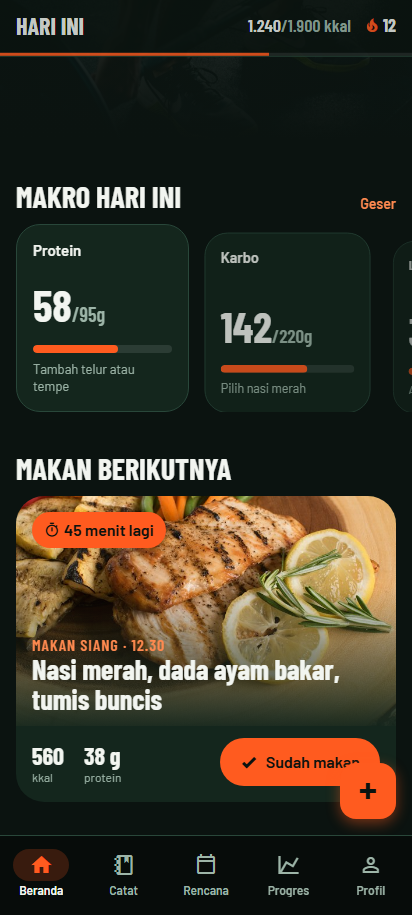 HARI INI
1.240/1.900 kkal
12
MAKRO HARI INI
Geser
Protein
58/95g
Tambah telur atau
tempe
Karbo
142/220g
Pilih nasi merah
MAKAN BERIKUTNYA
45 menit lagi
MAKAN SIANG · 12.30
Nasi merah, dada ayam bakar,
tumis buncis
560
kkal
38 g
protein
Sudah makan
+
Beranda
Catat
Rencana
Progres
Profil